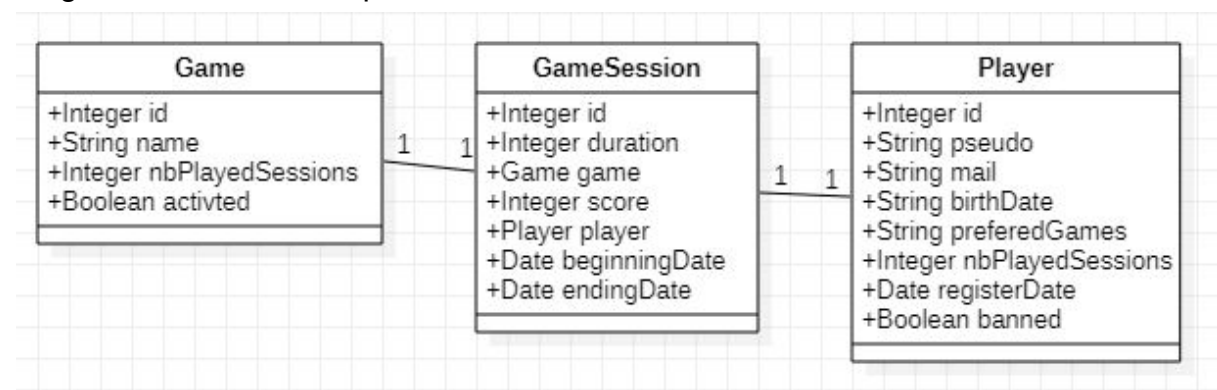 Game
+Integer id
+String name
+Integer nbPlayedSessions
+Boolean activted
1
1
GameSession
+Integer id
+Integer duration
+Game game
+Integer score
+Player player
+Date beginningDate
+Date endingDate
1
1
Player
+Integer id
+String pseudo
+String mail
+String birthDate
+String preferedGames
+Integer nbPlayedSessions
+Date registerDate
+Boolean banned